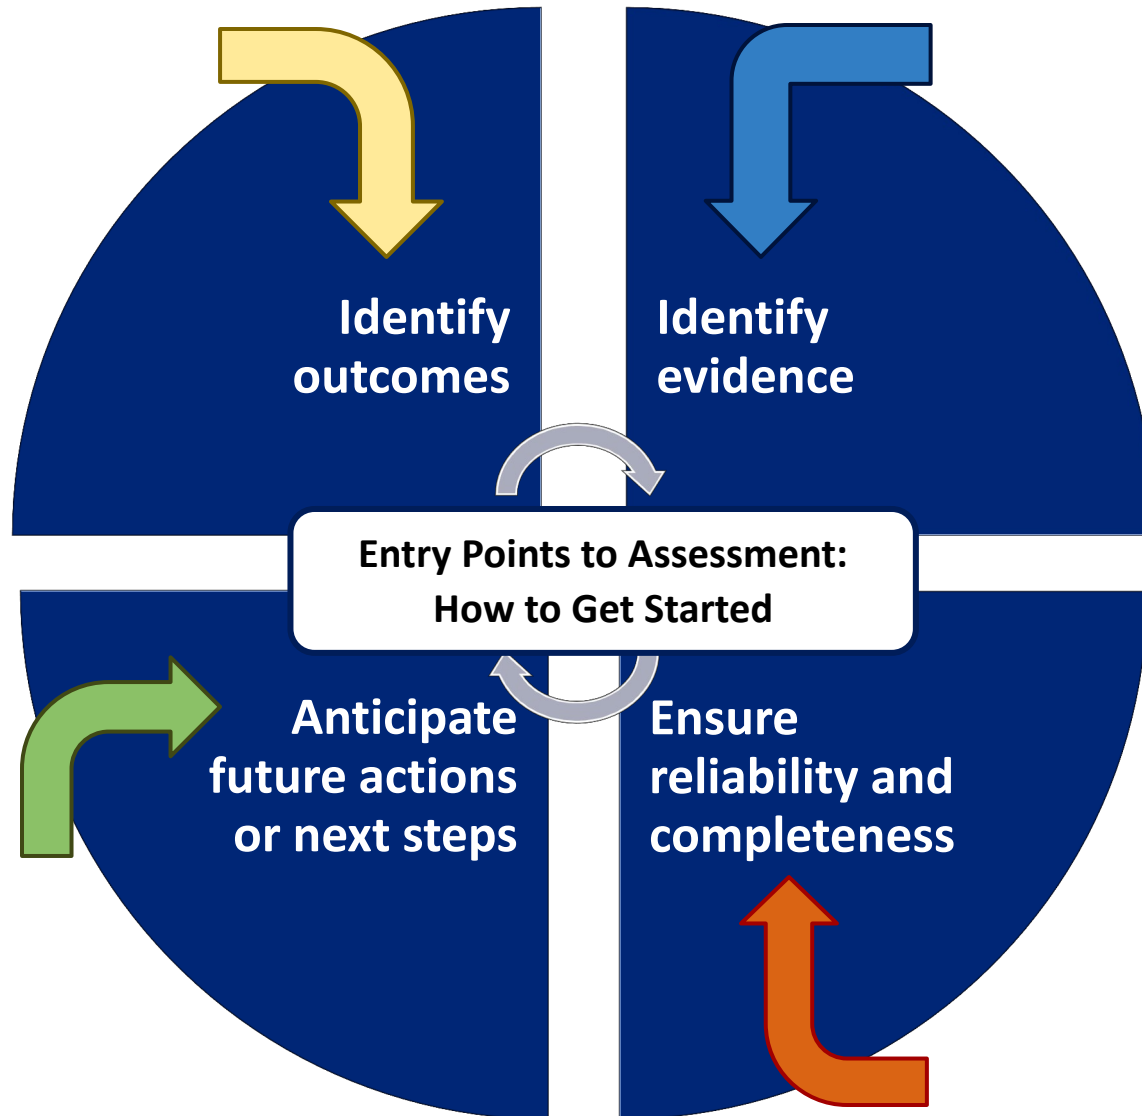 Identify
outcomes
Identify
evidence
Entry Points to Assessment:
How to Get Started
Anticipate
future actions
or next steps
Ensure
reliability and
completeness